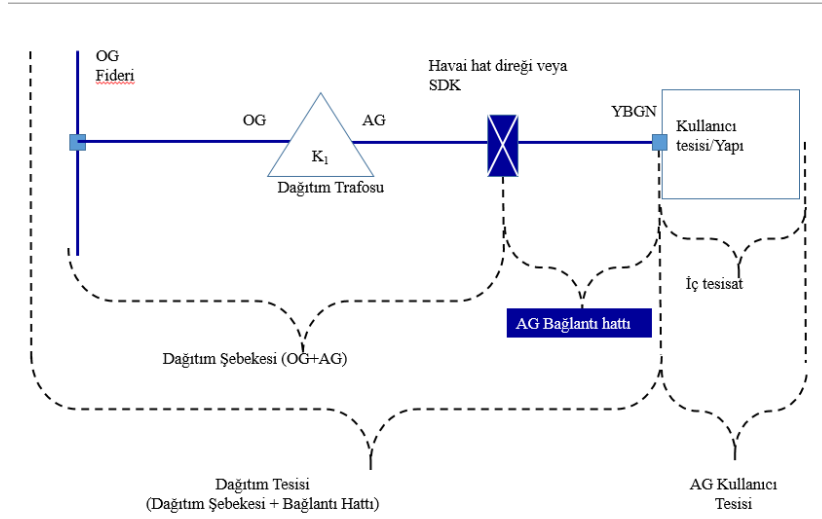 OG
Fideri
Havai hat direği veya
SDK
OG
AG
YBGN
Kullanıcı
tesisi/Yapı
K1
Dağıtım Trafosu
İç tesisat
AG Bağlantı hattı
Dağıtım Şebekesi (OG+AG)
Dağıtım Tesisi
(Dağıtım Şebekesi + Bağlantı Hattı)
AG Kullanıcı
Tesisi